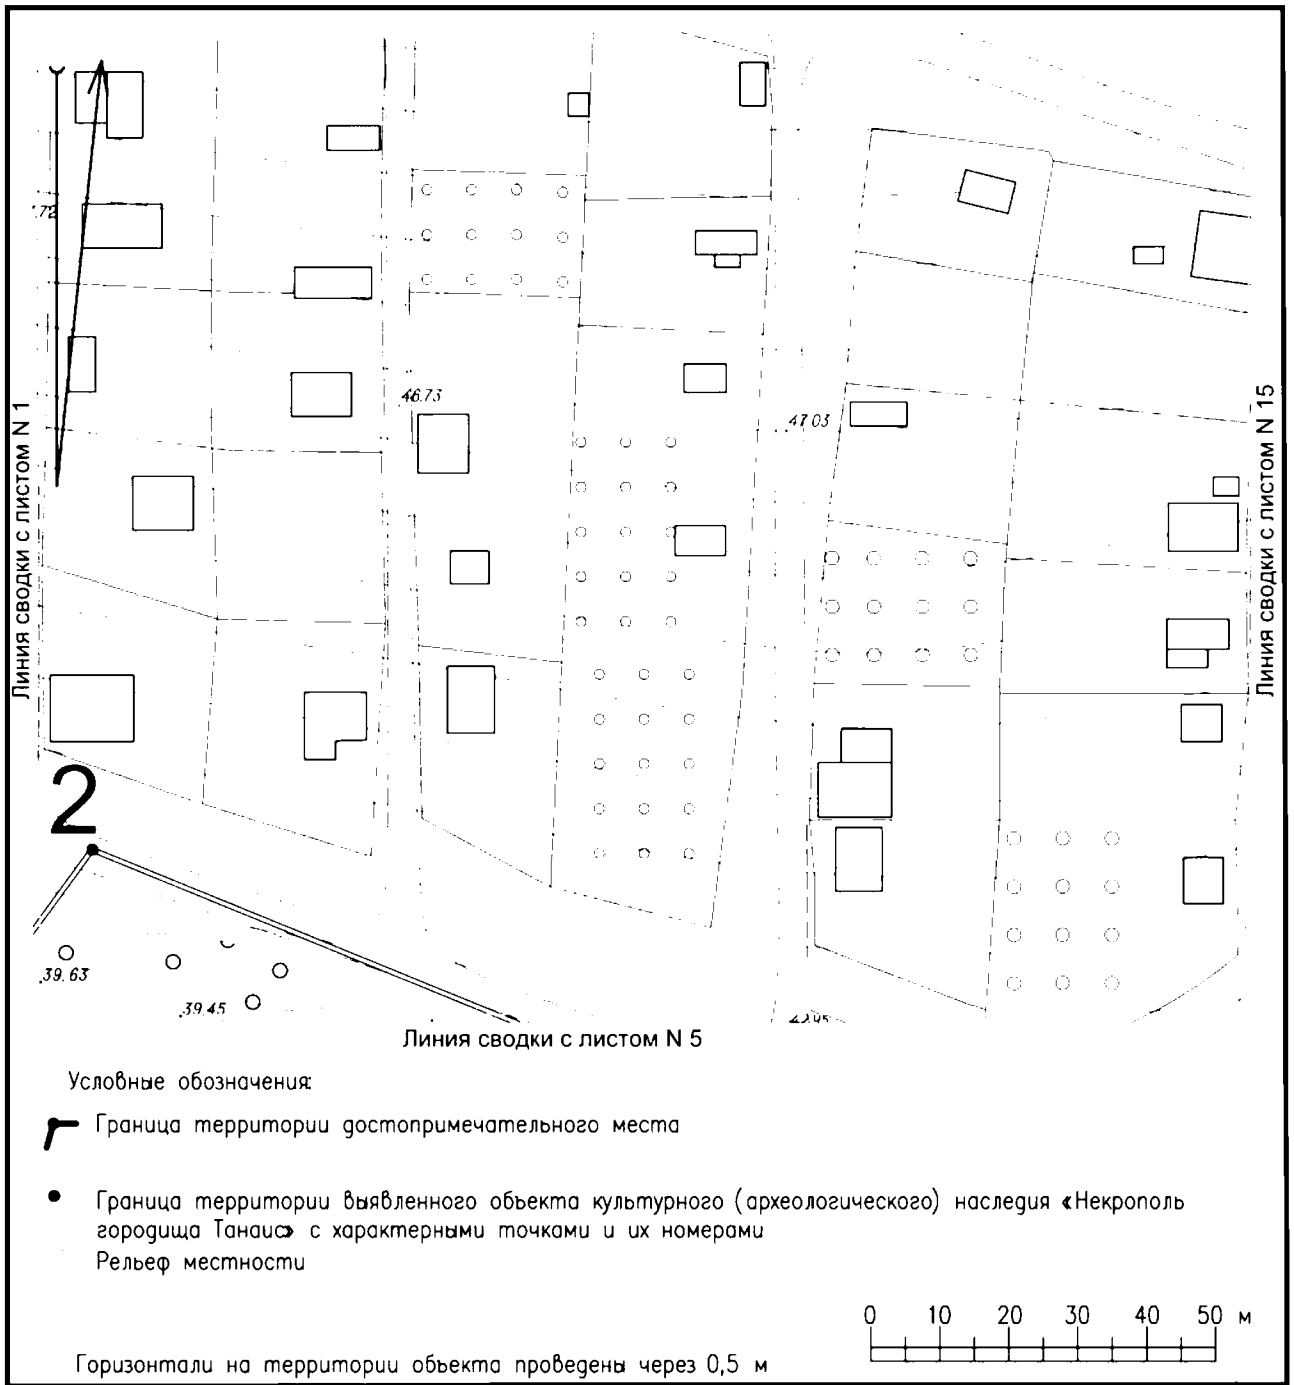 .72
46.73
47.03
Линия сводки с листом N 1
Линия сводки с листом N 15
2
39.63
39.45
Линия сводки с листом N 5
Условные обозначения:
Граница территории достопримечательного места
Граница территории выявленного объекта культурного (археологического) наследия «Некрополь
городища Танаис» с характерными точками и их номерами
Рельеф местности
0 10 20 30 40 50 м
Горизонтали на территории объекта проведены через 0,5 м